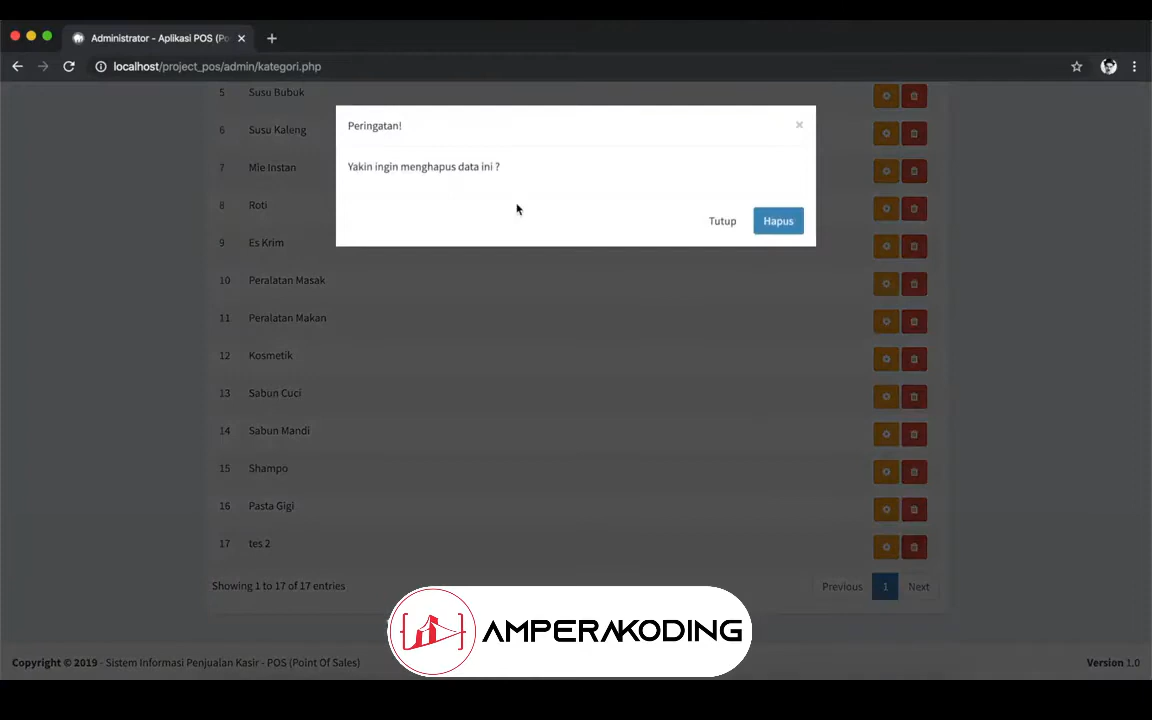 Administrator - Aplikasi POS (Po
localhost/project_pos/admin/kategori.php
5 Susu Bubuk
Peringatan!
6 Susu Kaleng
Yakin ingin menghapus data ini ?
7 Mie Instan
8 Roti
Tutup Hapus
9 Es Krim
10 Peralatan Masak
11 Peralatan Makan
12 Kosmetik
13 Sabun Cuci
14 Sabun Mandi
15 Shampo
16 Pasta Gigi
17 tes 2
Showing 1 to 17 of 17 entries
Previous 1 Next
AMPERAKODING
Copyright © 2019 - Sistem Informasi Penjualan Kasir - POS (Point Of Sales)
Version 1.0